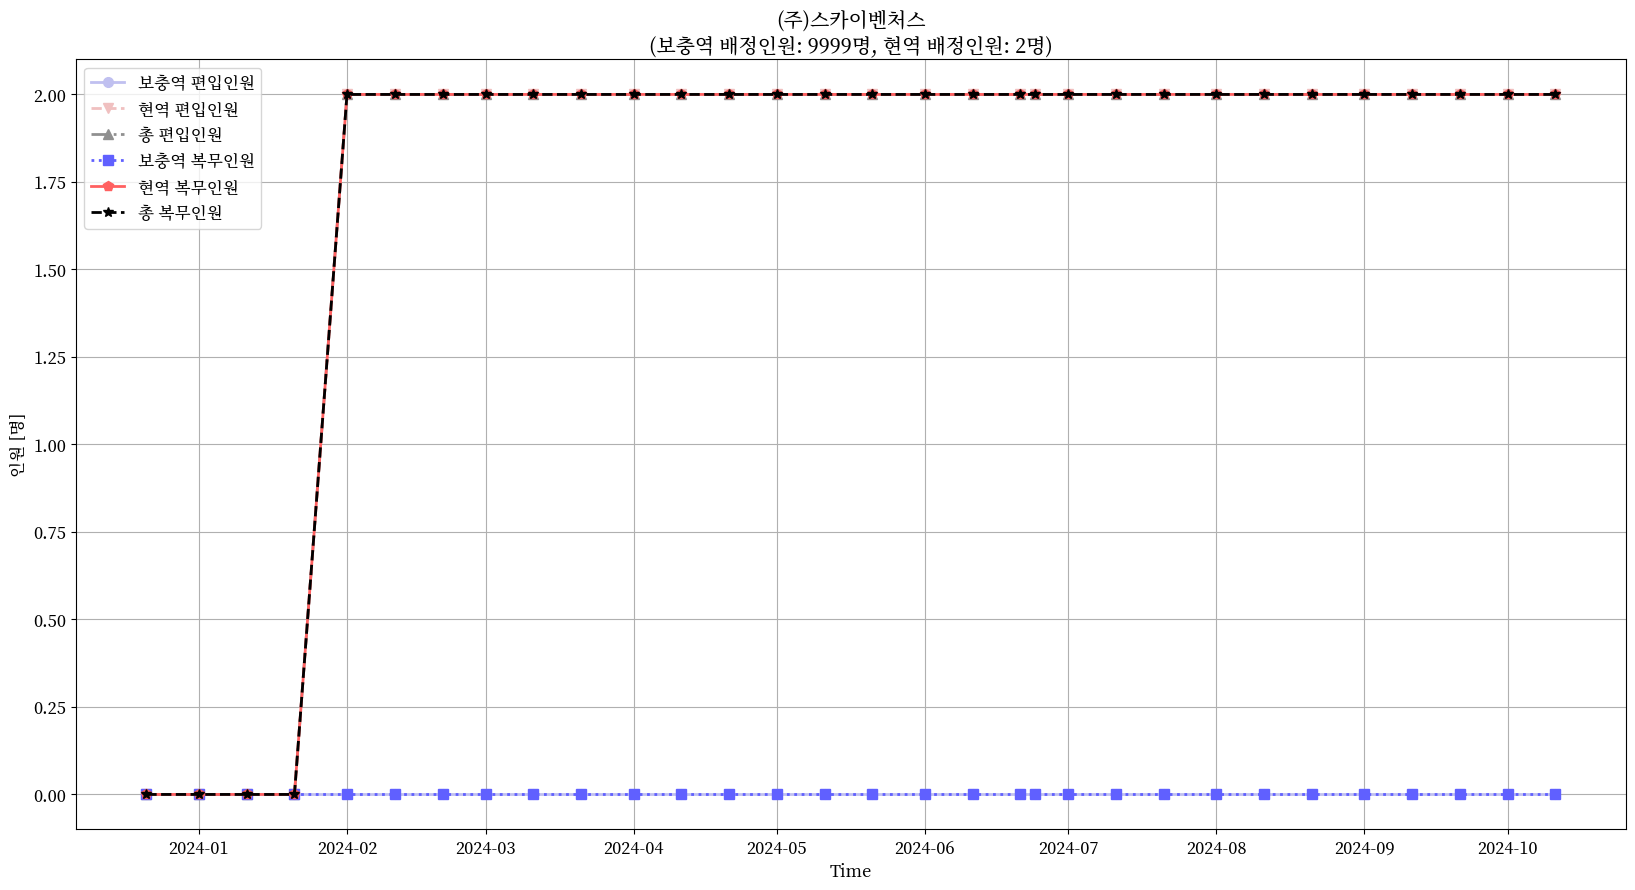 (주)스카이벤처스
(보충역 배정인원: 9999명, 현역 배정인원: 2명)
보충역 편입인원
현역 편입인원
총 편입인원
보충역 복무인원
현역 복무인원
총 복무인원
2.00
1.75
1.50
1.25
1.00
0.75
0.50
0.25
0.00
인원 [명]
2024-01 2024-02 2024-03 2024-04 2024-05 2024-06 2024-07 2024-08 2024-09 2024-10
Time